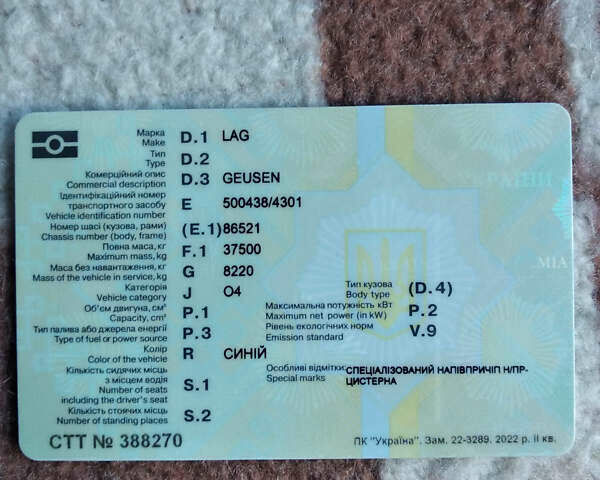 Марка
Make D.1 LAG
Тип
Type D.2
Комерційний опис
Commercial description D.3 GEUSEN
Ідентифікаційний номер
транспортного засобу E 500438/4301
Vehicle identification number
Номер шасі (кузова, рами) (E.1) 86521
Chassis number (body, frame)
Повна маса, кг F.1 37500
Maximum mass, kg
Маса без навантаження, кг G 8220
Mass of the vehicle in service, kg
Категорія J O4
Vehicle category
Об'єм двигуна, см³ P.1
Capacity, cm³
Тип палива або джерела енергії P.3
Type of fuel or power source
Колір R СИНІЙ
Color of the vehicle
Кількість сидячих місць
з місцем водія S.1
Number of seats
including the driver's seat
Кількість стоячих місць S.2
Number of standing places
Тип кузова (D.4)
Body type
Максимальна потужність кВт P.2
Maximum net power (in kW)
Рівень екологічних норм V.9
Emission standard
Особливі відмітки: СПЕЦІАЛІЗОВАНИЙ НАПІВПРИЧІП Н/ПР-
Special marks ЦИСТЕРНА
УКРАЇНИ
MIA
СТТ № 388270
ПК "Україна". Зам. 22-3289. 2022 р. ІІ кв.